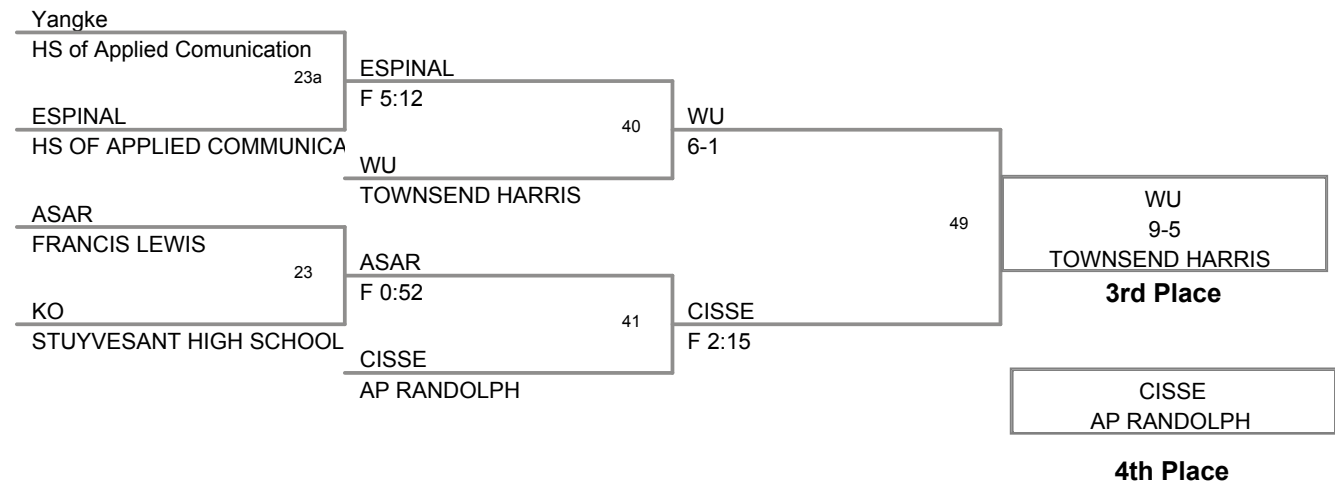 Yangke
HS of Applied Comunication
23a
ESPINAL
HS OF APPLIED COMMUNICA
ASAR
FRANCIS LEWIS
23
KO
STUYVESANT HIGH SCHOOL
ESPINAL
F 5:12
40
WU
TOWNSEND HARRIS
ASAR
F 0:52
41
CISSE
AP RANDOLPH
WU
6-1
49
CISSE
F 2:15
WU
9-5
TOWNSEND HARRIS
3rd Place
CISSE
AP RANDOLPH
4th Place